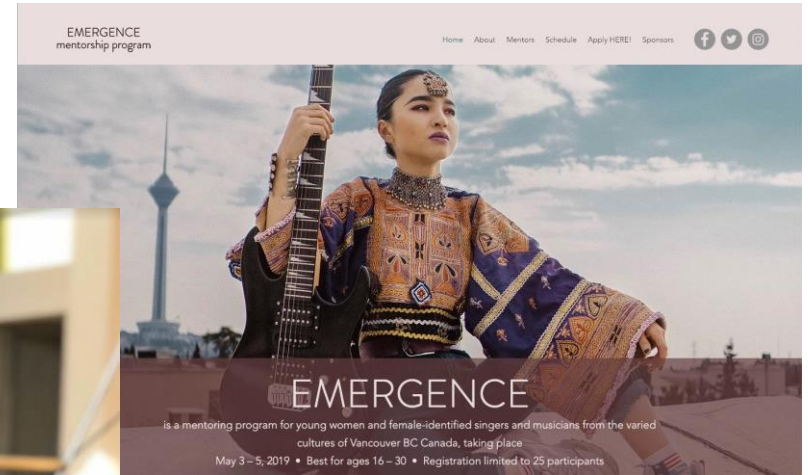 EMERGENCE
mentorship program
Home About Mentors Schedule Apply HERE! Sponsors
EMERGENCE
is a mentoring program for young women and female-identified singers and musicians from the varied
cultures of Vancouver BC Canada, taking place
May 3 – 5, 2019 • Best for ages 16 – 30 • Registration limited to 25 participants